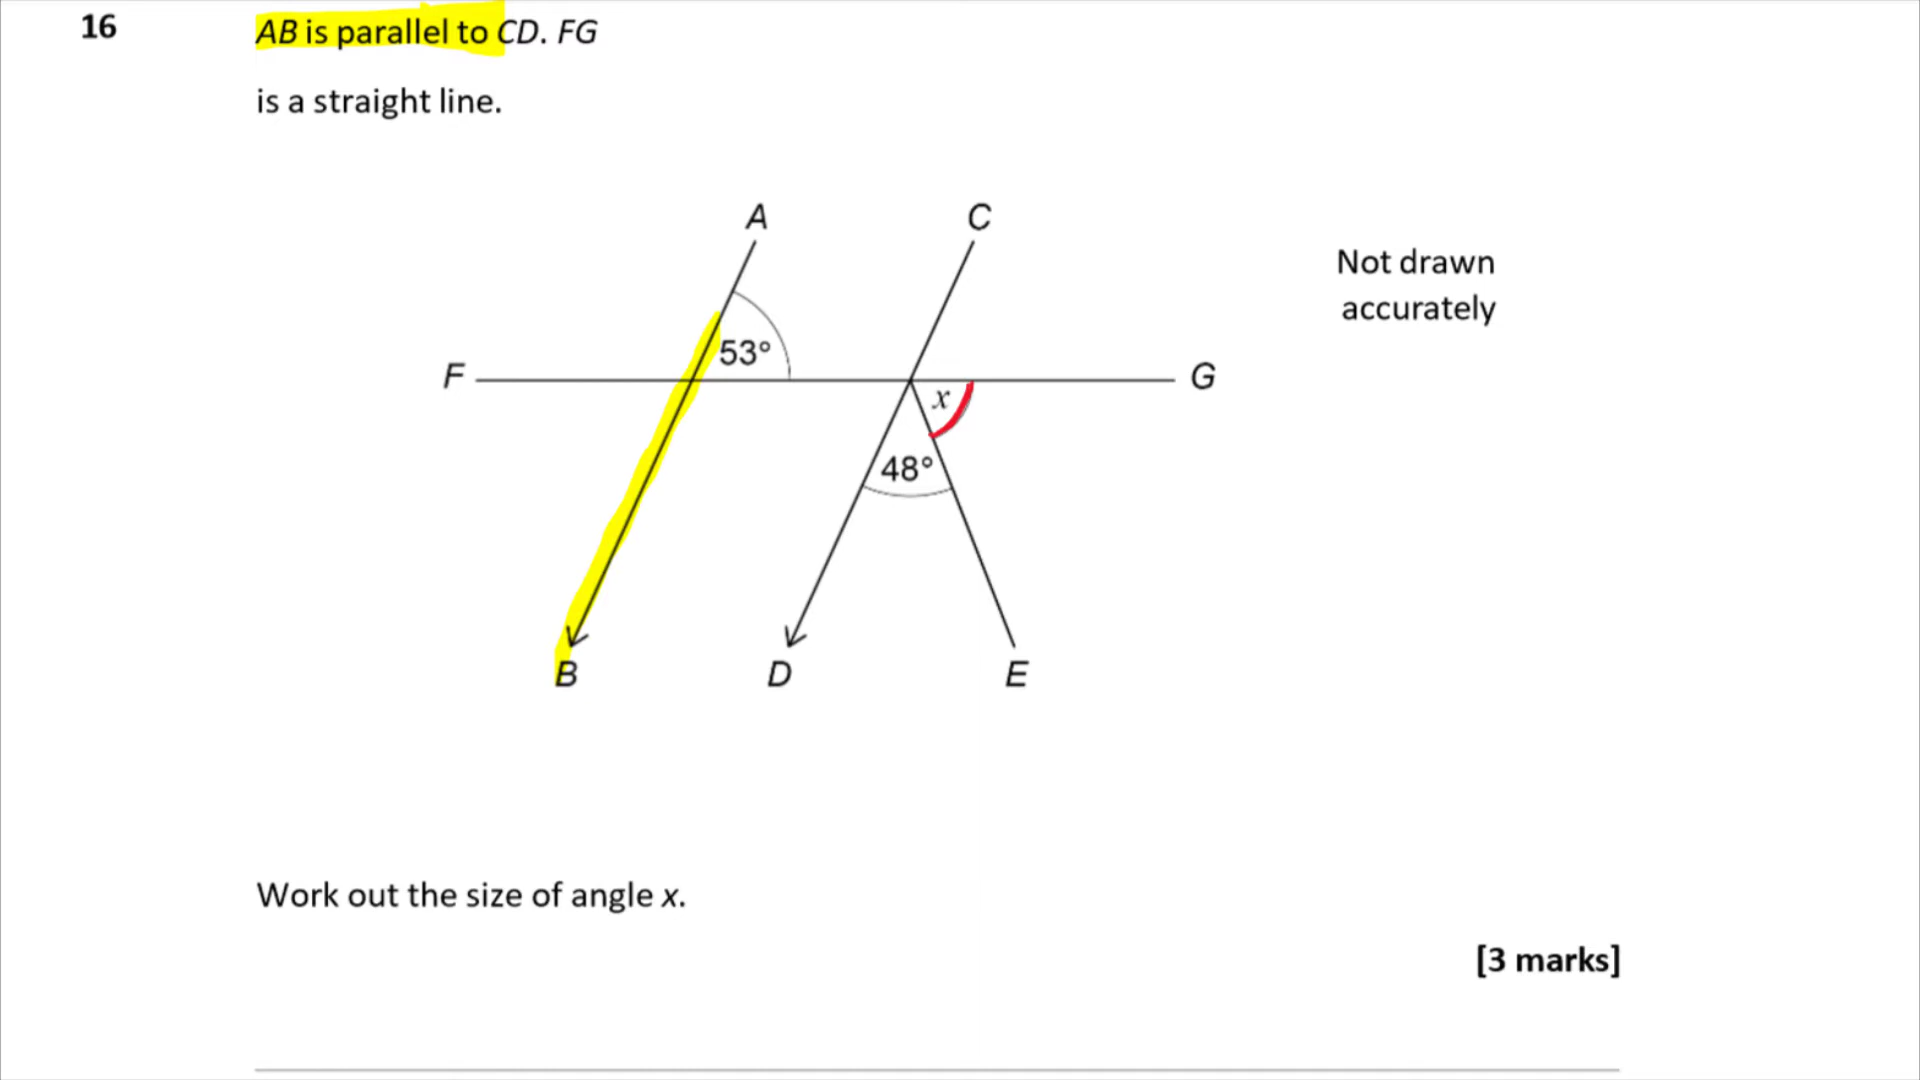 16
AB is parallel to CD. FG
is a straight line.
A
C
Not drawn
accurately
53°
F
G
x
48°
B
D
E
Work out the size of angle x.
[3 marks]